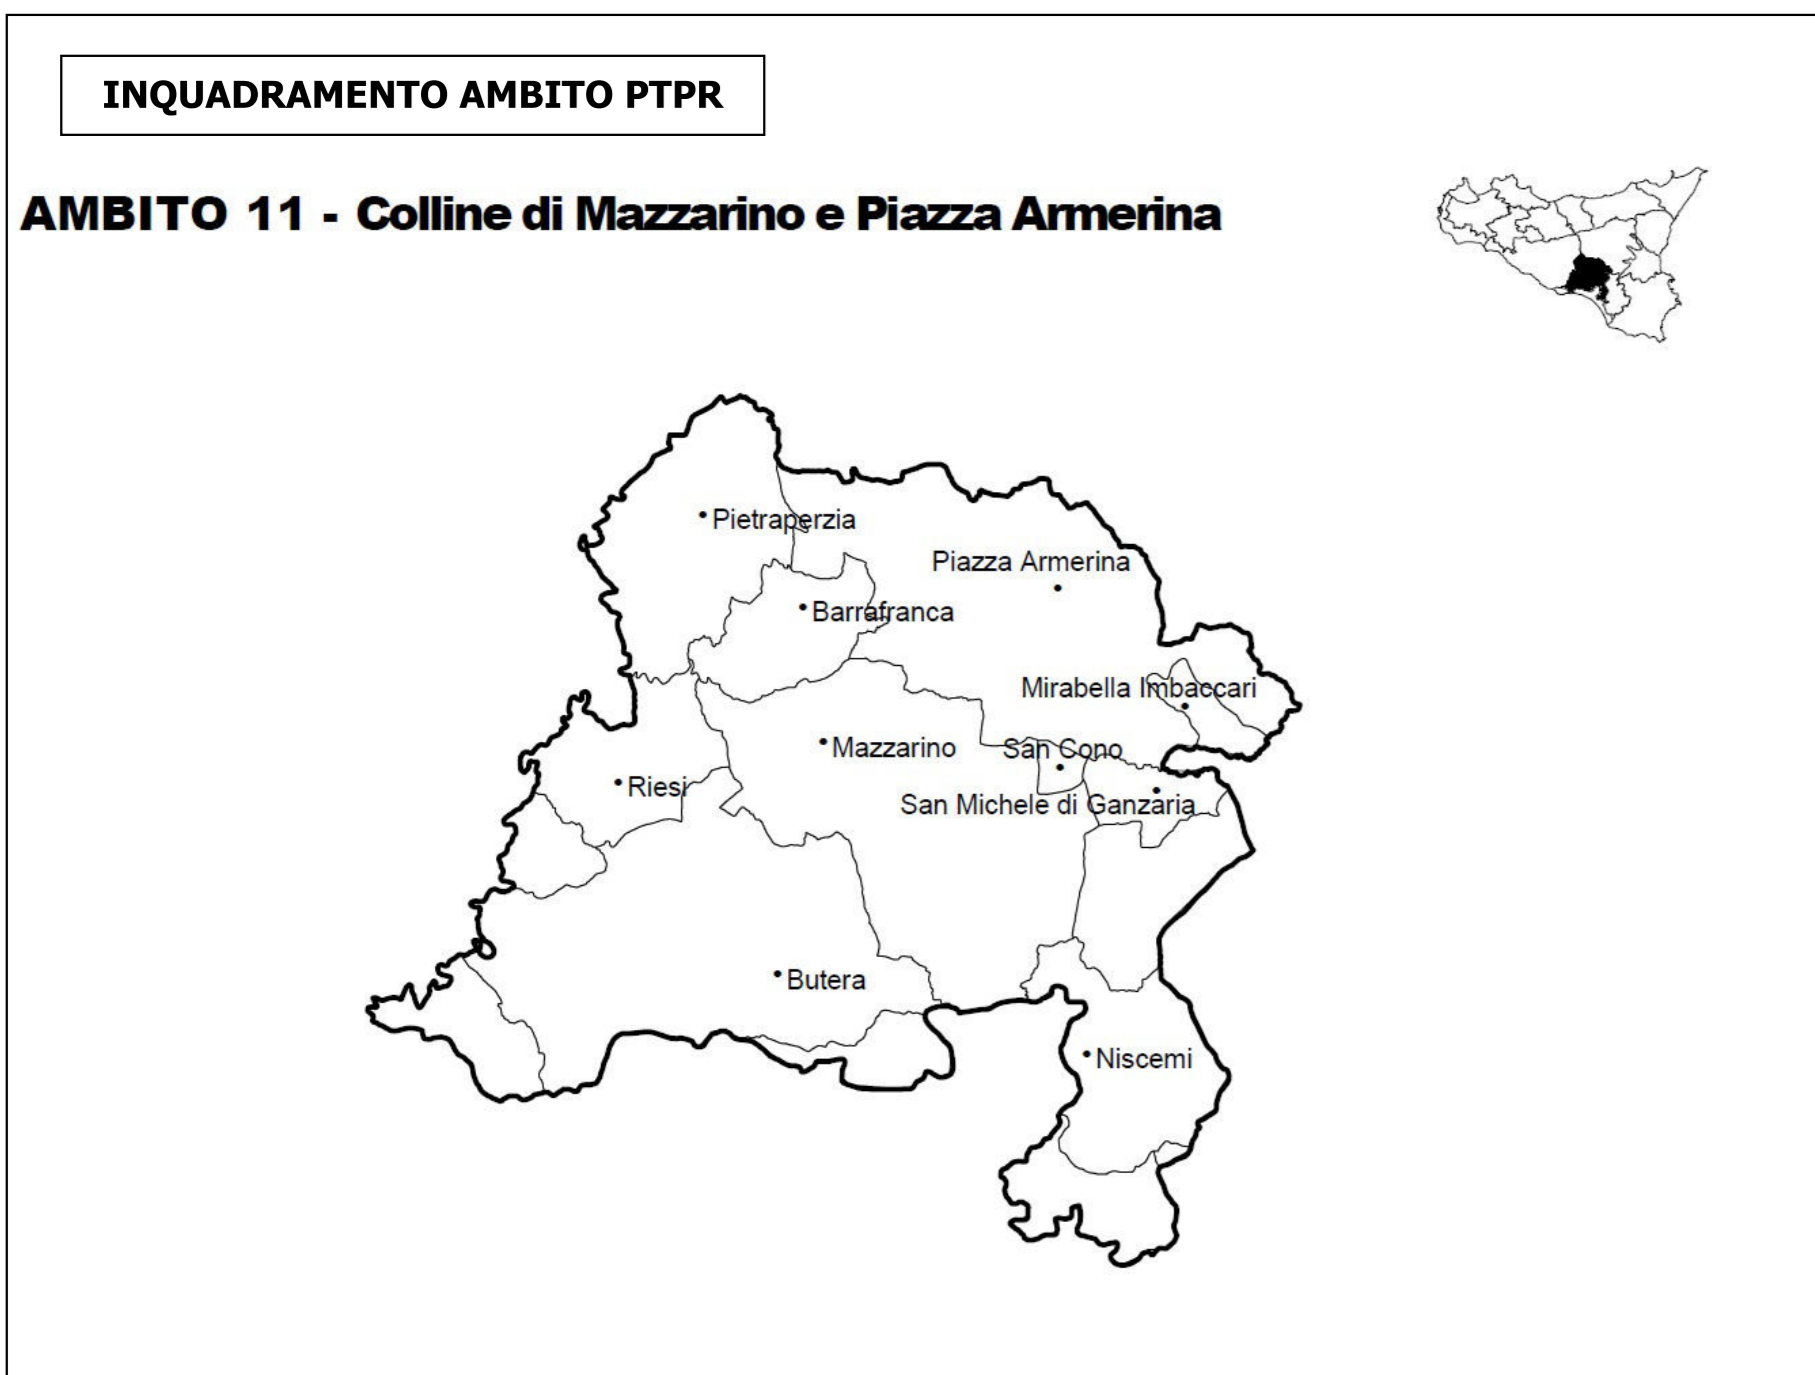 INQUADRAMENTO AMBITO PTPR
AMBITO 11 - Colline di Mazzarino e Piazza Armerina
Pietraperzia
Piazza Armerina
Barrafranca
Mirabella Imbaccari
Mazzarino
San Cono
Riesi
San Michele di Ganzaria
Butera
Niscemi